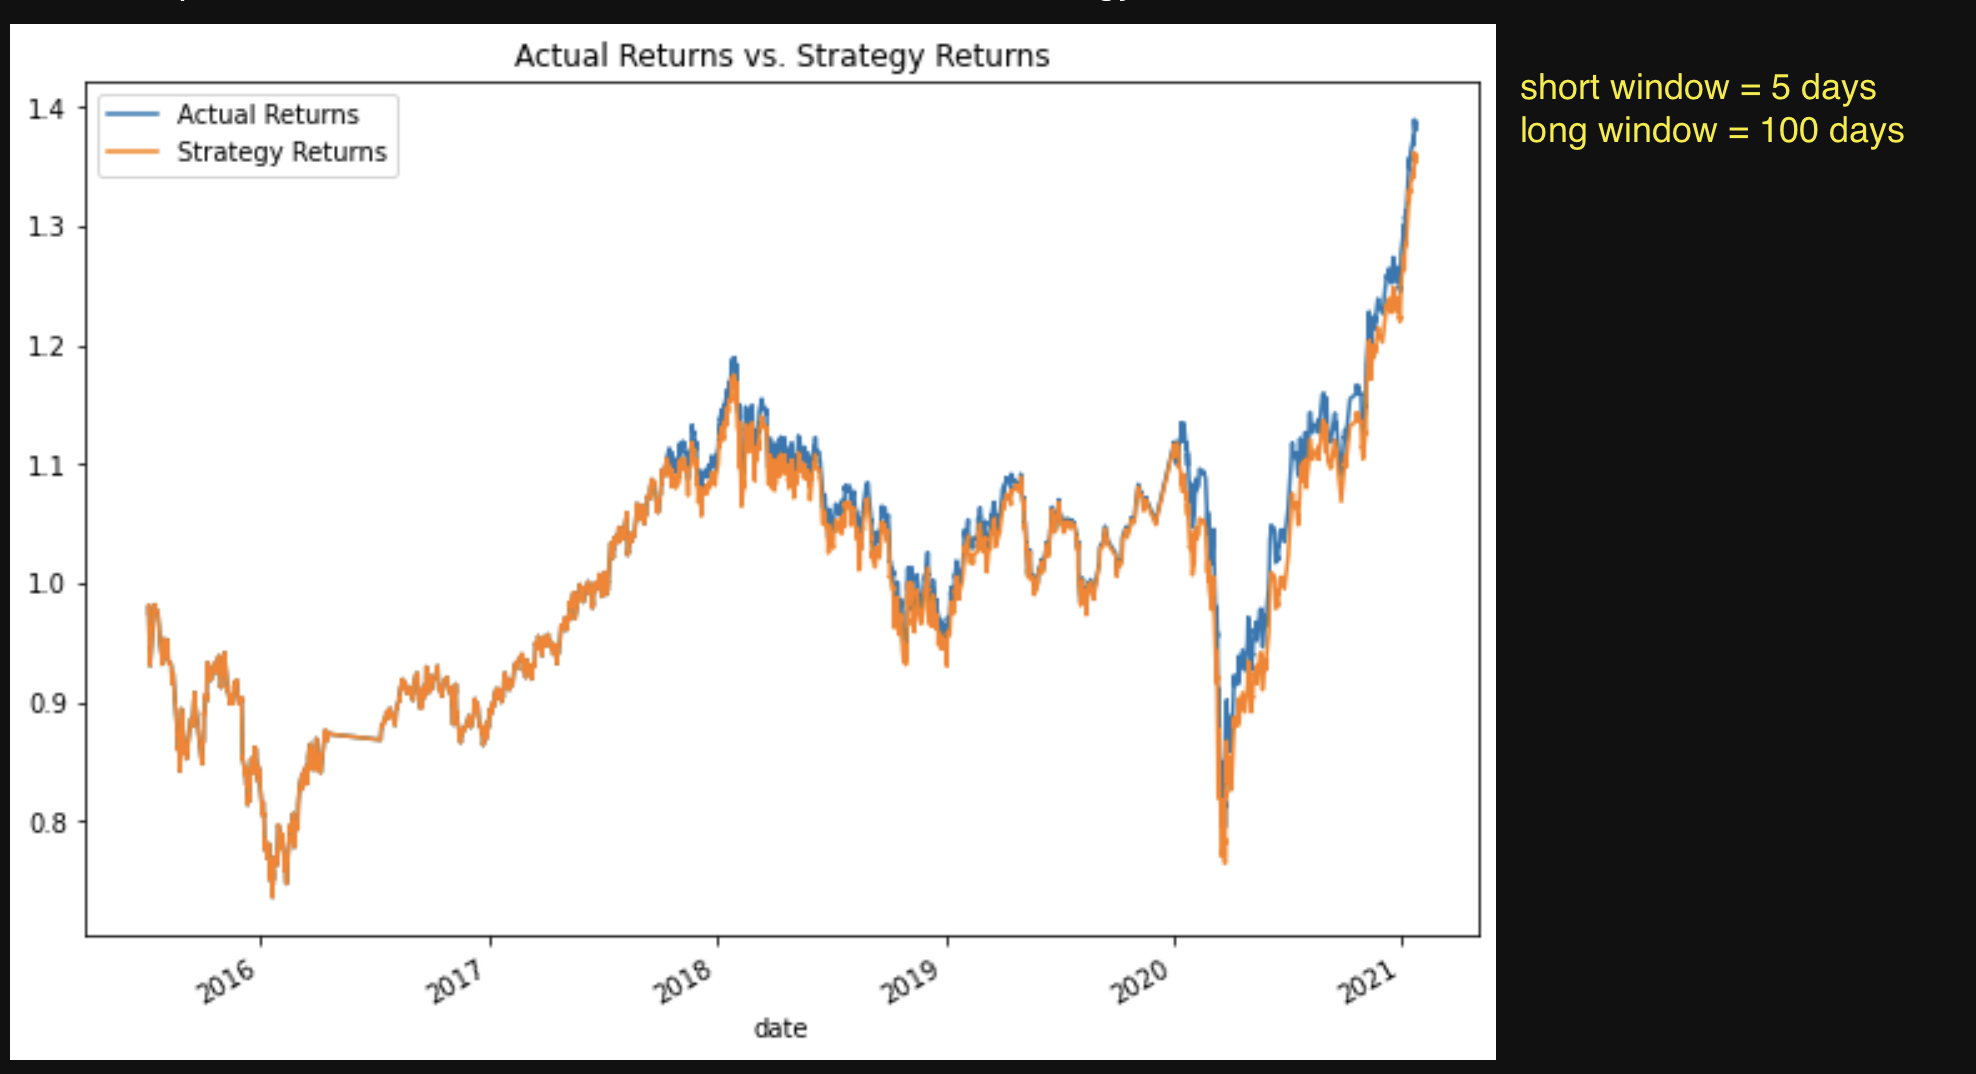 Actual Returns vs. Strategy Returns
short window = 5 days
long window = 100 days
Actual Returns
Strategy Returns
1.4
1.3
1.2
1.1
1.0
0.9
0.8
2016
2017
2018
2019
2020
2021
date